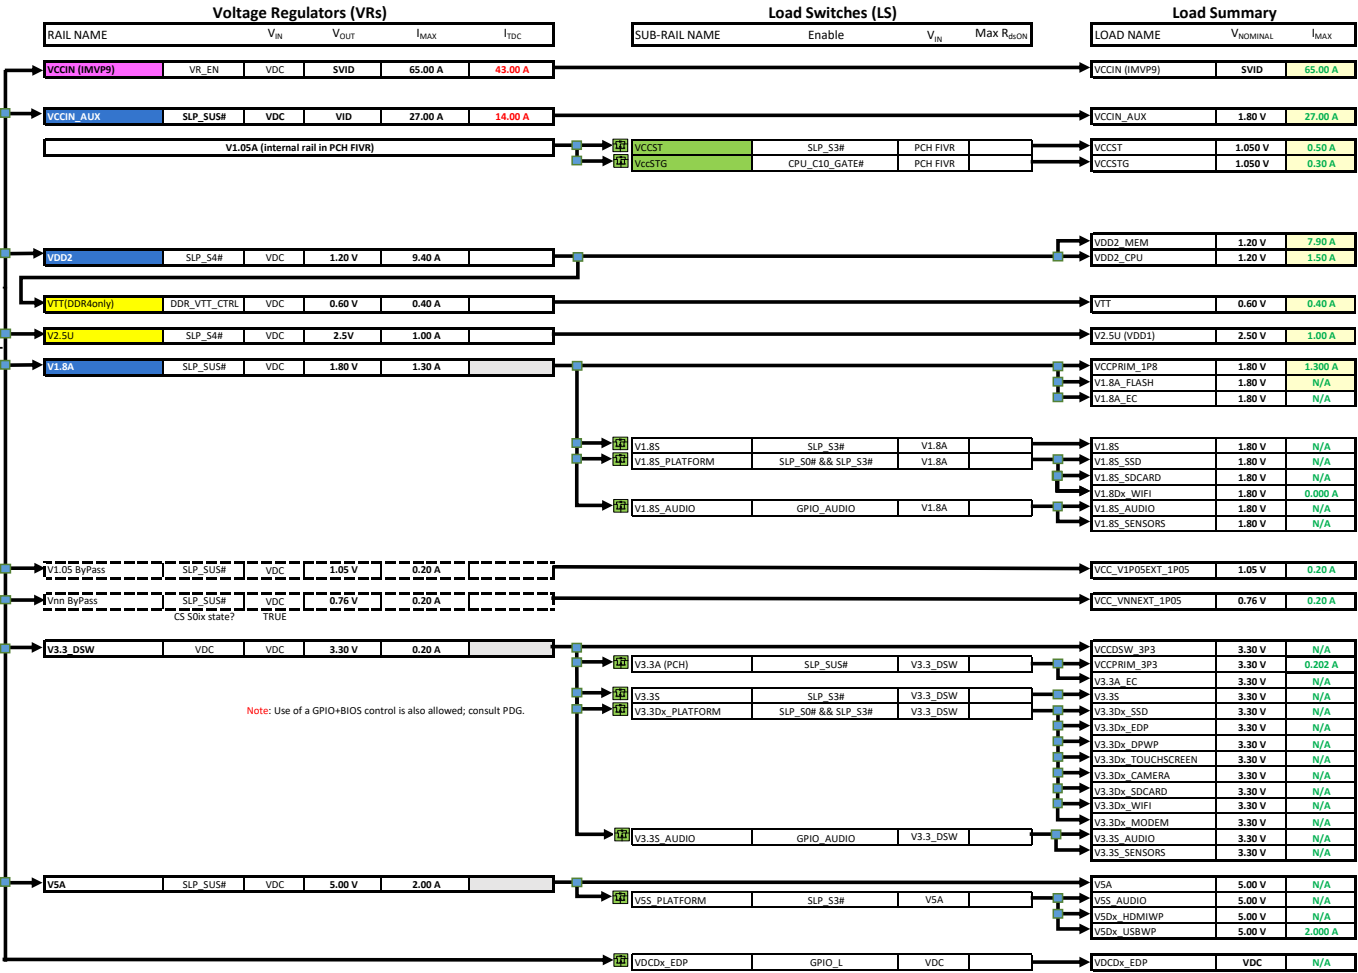 Voltage Regulators (VRs) Load Switches (LS) Load Summary
RAIL NAME VIN VOUT IMAX ITDC SUB-RAIL NAME Enable VIN Max RdsON LOAD NAME VNOMINAL IMAX
VCCIN (IMVP9) VR_EN VDC SVID 65.00 A 43.00 A VCCIN (IMVP9) SVID 65.00 A
VCCIN_AUX SLP_SUS# VDC VID 27.00 A 14.00 A VCCIN_AUX 1.80 V 27.00 A
V1.05A (internal rail in PCH FIVR) VCCST SLP_S3# PCH FIVR VCCST 1.050 V 0.50 A
VccSTG CPU_C10_GATE# PCH FIVR VCCSTG 1.050 V 0.30 A
VDD2_MEM 1.20 V 7.90 A
VDD2 SLP_S4# VDC 1.20 V 9.40 A VDD2_CPU 1.20 V 1.50 A
VTT(DDR4only) DDR_VTT_CTRL VDC 0.60 V 0.40 A VTT 0.60 V 0.40 A
V2.5U SLP_S4# VDC 2.5V 1.00 A V2.5U (VDD1) 2.50 V 1.00 A
V1.8A SLP_SUS# VDC 1.80 V 1.30 A VCCPRIM_1P8 1.80 V 1.300 A
V1.8A_FLASH 1.80 V N/A
V1.8A_EC 1.80 V N/A
V1.8S SLP_S3# V1.8A V1.8S 1.80 V N/A
V1.8S_PLATFORM SLP_S0# && SLP_S3# V1.8A V1.8S_SSD 1.80 V N/A
V1.8S_SDCARD 1.80 V N/A
V1.8Dx_WIFI 1.80 V 0.000 A
V1.8S_AUDIO GPIO_AUDIO V1.8A V1.8S_AUDIO 1.80 V N/A
V1.8S_SENSORS 1.80 V N/A
V1.05 ByPass SLP_SUS# VDC 1.05 V 0.20 A VCC_V1P05EXT_1P05 1.05 V 0.20 A
Vnn ByPass SLP_SUS# VDC 0.76 V 0.20 A VCC_VNNEXT_1P05 0.76 V 0.20 A
CS S0ix state? TRUE
V3.3_DSW VDC VDC 3.30 V 0.20 A VCCDSW_3P3 3.30 V N/A
V3.3A (PCH) SLP_SUS# V3.3_DSW VCCPRIM_3P3 3.30 V 0.202 A
V3.3A_EC 3.30 V N/A
V3.3S SLP_S3# V3.3_DSW V3.3S 3.30 V N/A
Note: Use of a GPIO+BIOS control is also allowed; consult PDG. V3.3Dx_PLATFORM SLP_S0# && SLP_S3# V3.3_DSW V3.3Dx_SSD 3.30 V N/A
V3.3Dx_EDP 3.30 V N/A
V3.3Dx_DPWP 3.30 V N/A
V3.3Dx_TOUCHSCREEN 3.30 V N/A
V3.3Dx_CAMERA 3.30 V N/A
V3.3Dx_SDCARD 3.30 V N/A
V3.3Dx_WIFI 3.30 V N/A
V3.3Dx_MODEM 3.30 V N/A
V3.3S_AUDIO GPIO_AUDIO V3.3_DSW V3.3S_AUDIO 3.30 V N/A
V3.3S_SENSORS 3.30 V N/A
V5A SLP_SUS# VDC 5.00 V 2.00 A V5A 5.00 V N/A
V5S_PLATFORM SLP_S3# V5A V5S_AUDIO 5.00 V N/A
V5Dx_HDMIWP 5.00 V N/A
V5Dx_USBWP 5.00 V 2.000 A
VDCDx_EDP GPIO_L VDC VDCDx_EDP VDC N/A